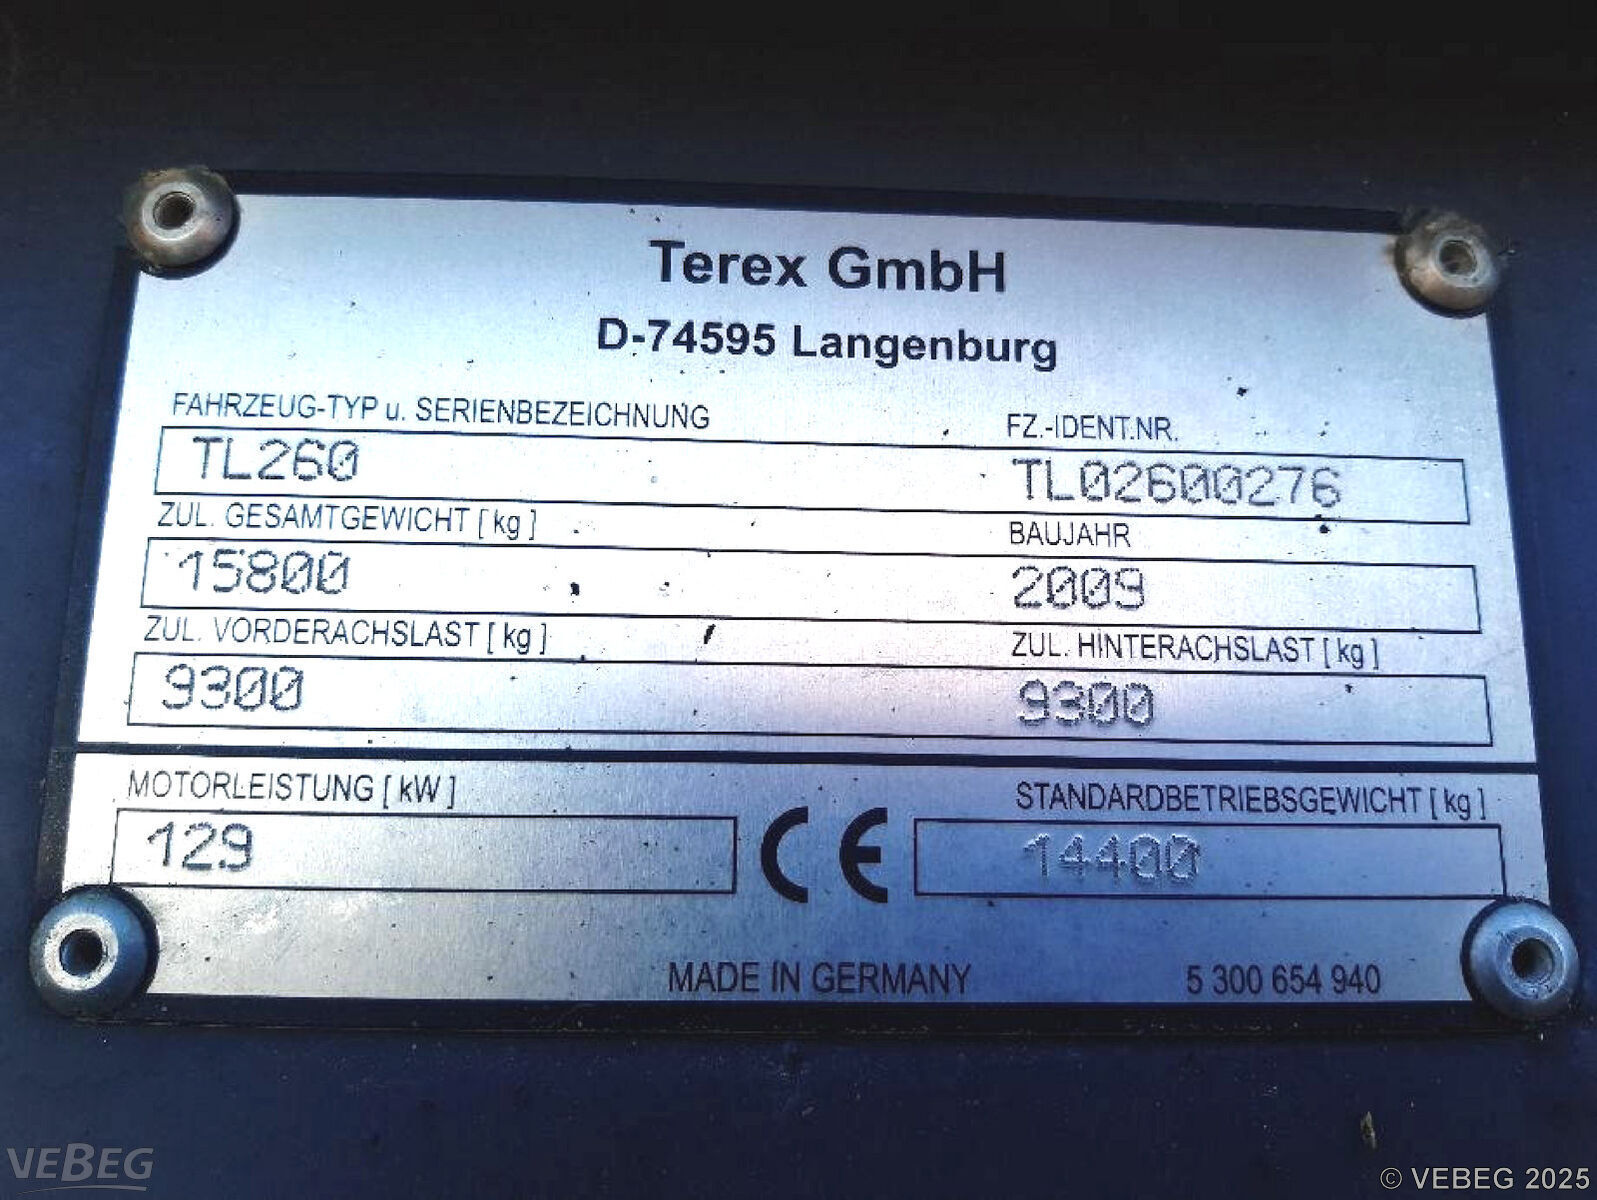 Terex GmbH
D-74595 Langenburg
FAHRZEUG-TYP u. SERIENBEZEICHNUNG FZ.-IDENT.NR.
TL260 TL02600276
ZUL. GESAMTGEWICHT [ kg ] BAUJAHR
15800 2009
ZUL. VORDERACHSLAST [ kg ] ZUL. HINTERACHSLAST [ kg ]
9300 9300
MOTORLEISTUNG [ kW ] STANDARDBETRIEBSGEWICHT [ kg ]
129 CE 14400
MADE IN GERMANY 5 300 654 940
VEBEG
© VEBEG 2025